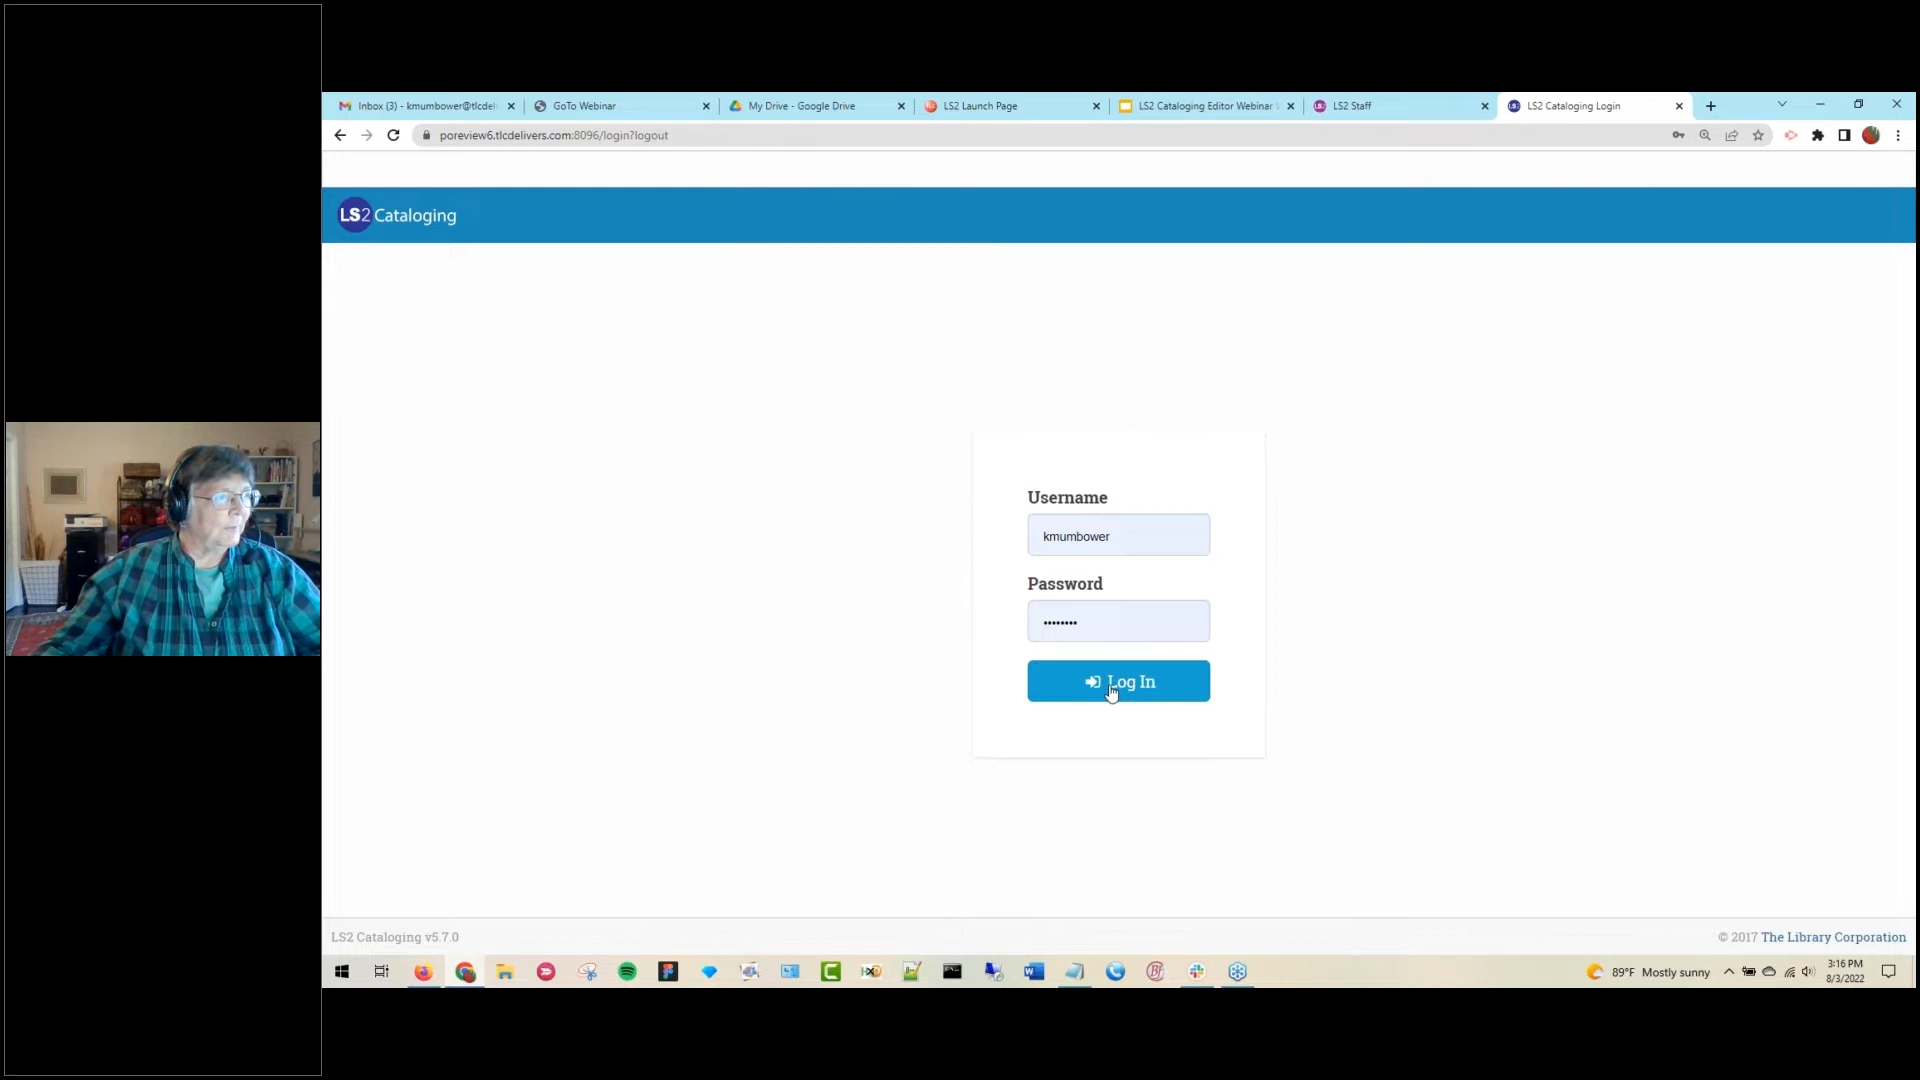 Inbox (3) - kmumbower@tlcdel
GoTo Webinar
My Drive - Google Drive
LS2 Launch Page
LS2 Cataloging Editor Webinar
LS2 Staff
LS2 Cataloging Login
poreview6.tlcdelivers.com:8096/login?logout
LS2 Cataloging
Username
kmumbower
Password
••••••••
Log In
LS2 Cataloging v5.7.0
© 2017 The Library Corporation
89°F Mostly sunny
3:16 PM
8/3/2022